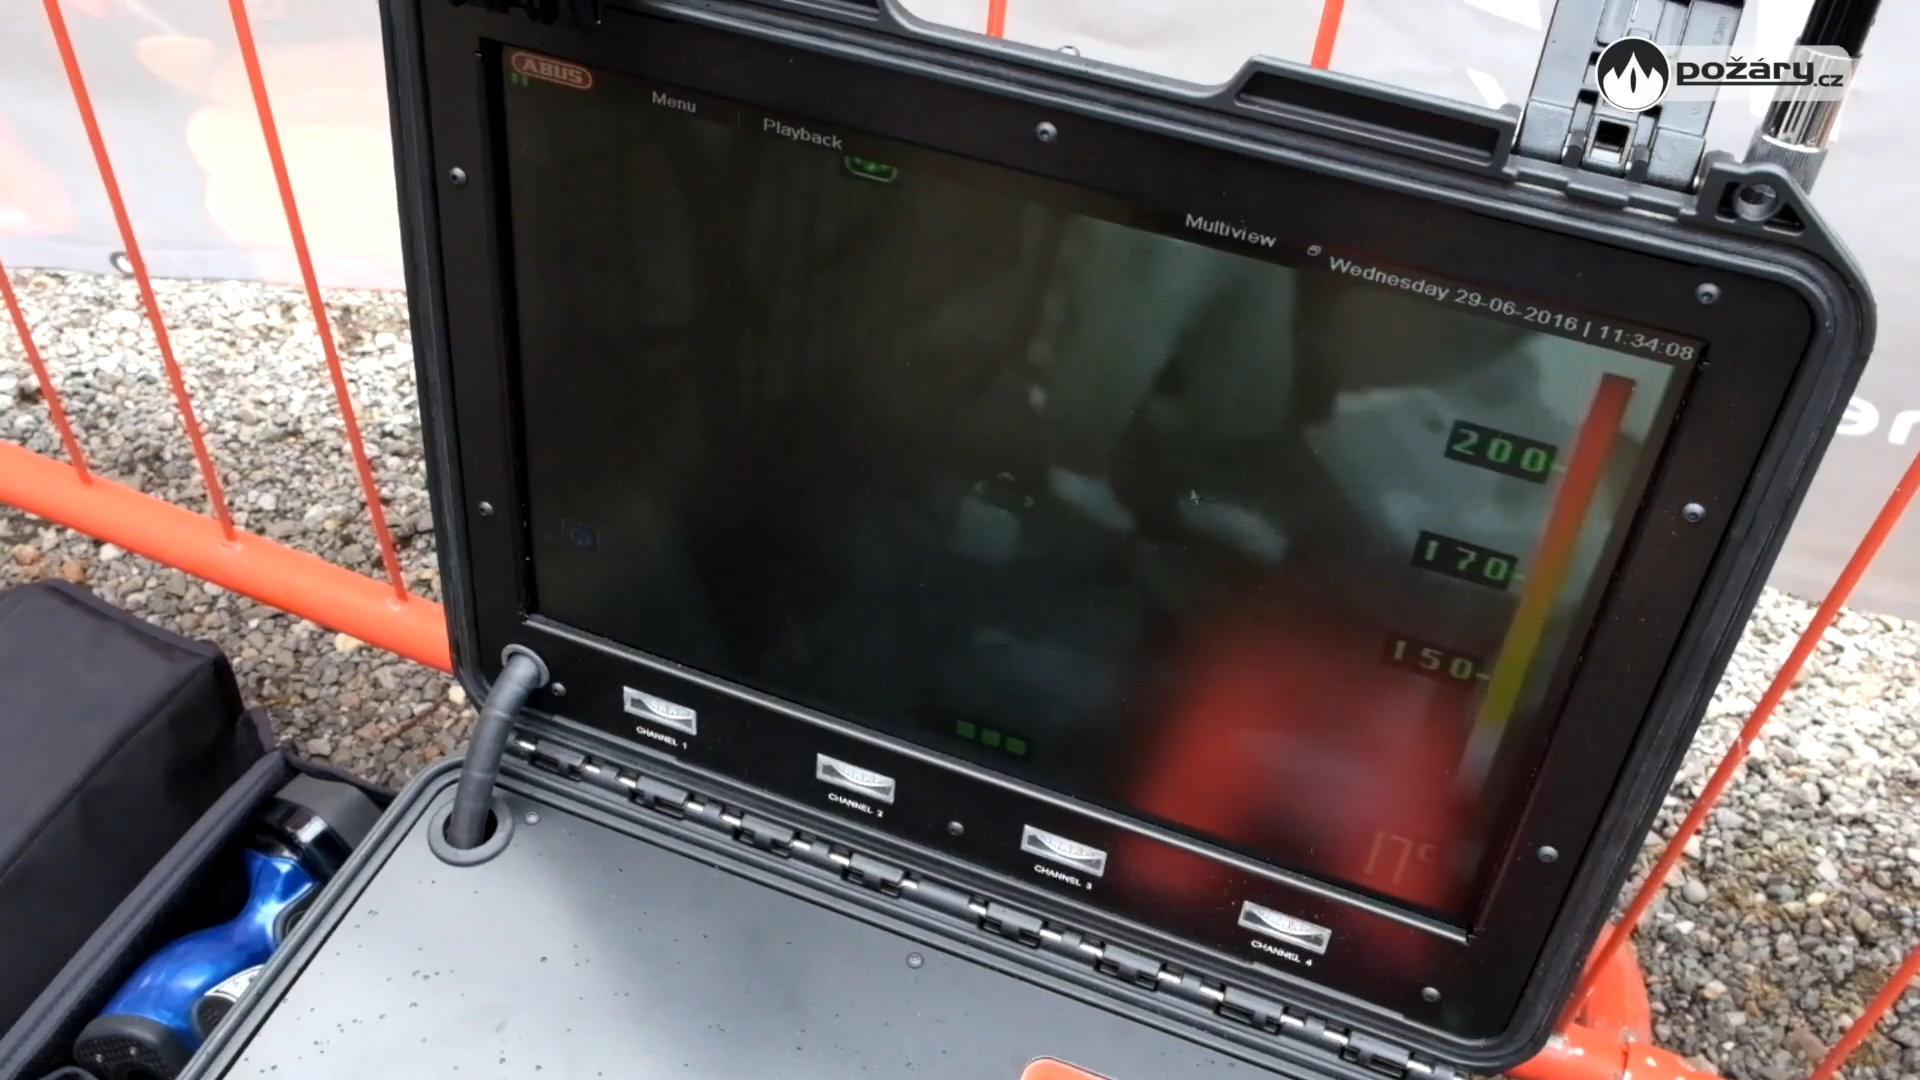 požáry.cz
ABUS
Menu
Playback
Multiview
Wednesday 29-06-2016 | 11:34:08
200-
170-
150-
17c
CHANNEL 1
CHANNEL 2
CHANNEL 3
CHANNEL 4